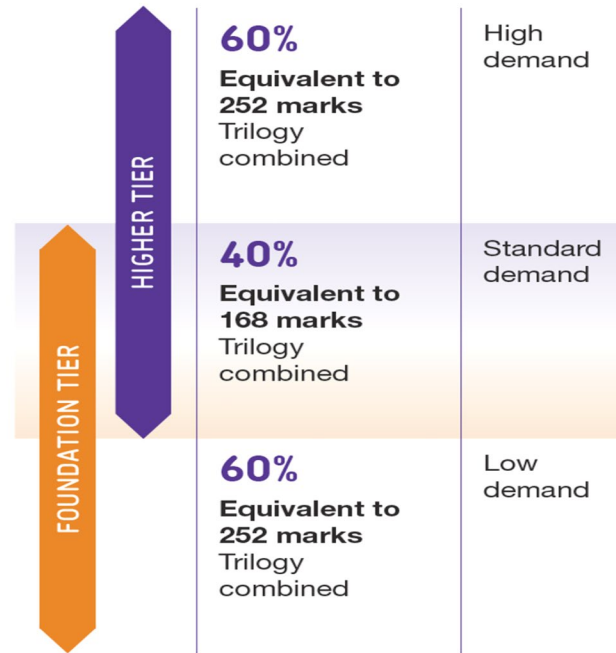 60%
Equivalent to
252 marks
Trilogy
combined
High
demand
HIGHER TIER
40%
Equivalent to
168 marks
Trilogy
combined
Standard
demand
FOUNDATION TIER
60%
Equivalent to
252 marks
Trilogy
combined
Low
demand